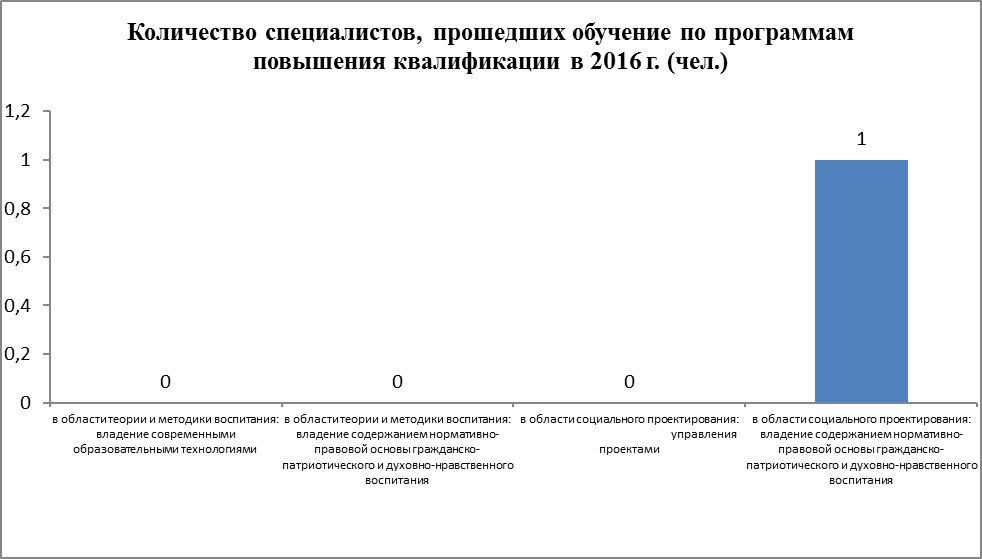 Количество специалистов, прошедших обучение по программам
повышения квалификации в 2016 г. (чел.)
1,2
1
0,8
0,6
0,4
0,2
0
0
0
0
1
в области теории и методики воспитания:
владение современными
образовательными технологиями
в области теории и методики воспитания:
владение содержанием нормативно-
правовой основы гражданско-
патриотического и духовно-нравственного
воспитания
в области социального проектирования:
управления
проектами
в области социального проектирования:
владение содержанием нормативно-
правовой основы гражданско-
патриотического и духовно-нравственного
воспитания